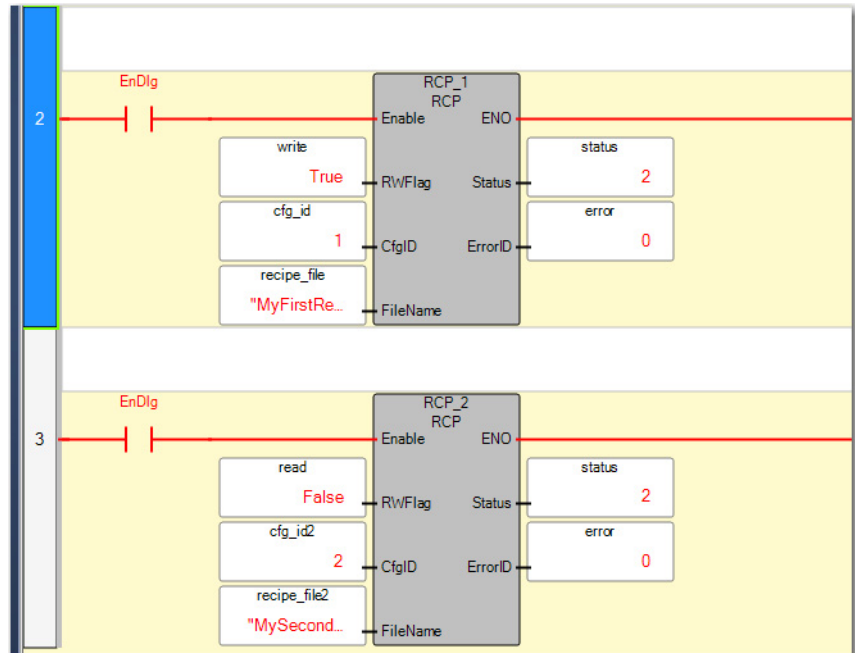 EnDlg
RCP_1
RCP
2
Enable ENO
write
True
RWFlag
status
2
Status
cfg_id
1
CfgID
error
0
ErrorID
recipe_file
"MyFirstRe...
FileName
EnDlg
RCP_2
RCP
3
Enable ENO
read
False
RWFlag
status
2
Status
cfg_id2
2
CfgID
error
0
ErrorID
recipe_file2
"MySecond...
FileName